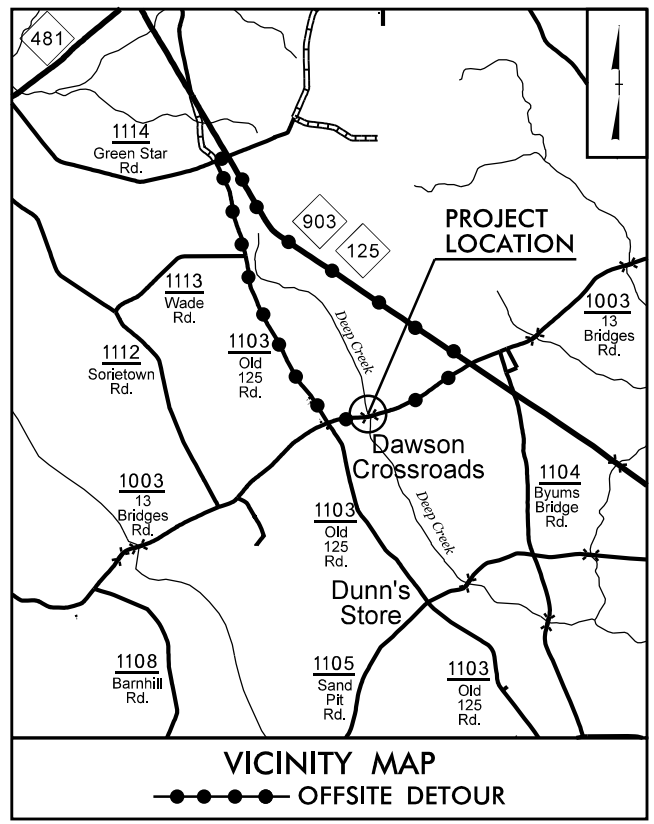 481
1114
Green Star
Rd.
903
125
PROJECT
LOCATION
1113
Wade
Rd.
1003
13
Bridges
Rd.
1112
Sorietown
Rd.
1103
Old
125
Rd.
Deep Creek
Dawson
Crossroads
1003
13
Bridges
Rd.
1104
Byums
Bridge
Rd.
1103
Old
125
Rd.
Deep Creek
Dunn's
Store
1108
Barnhill
Rd.
1105
Sand
Pit
Rd.
1103
Old
125
Rd.
VICINITY MAP
OFFSITE DETOUR